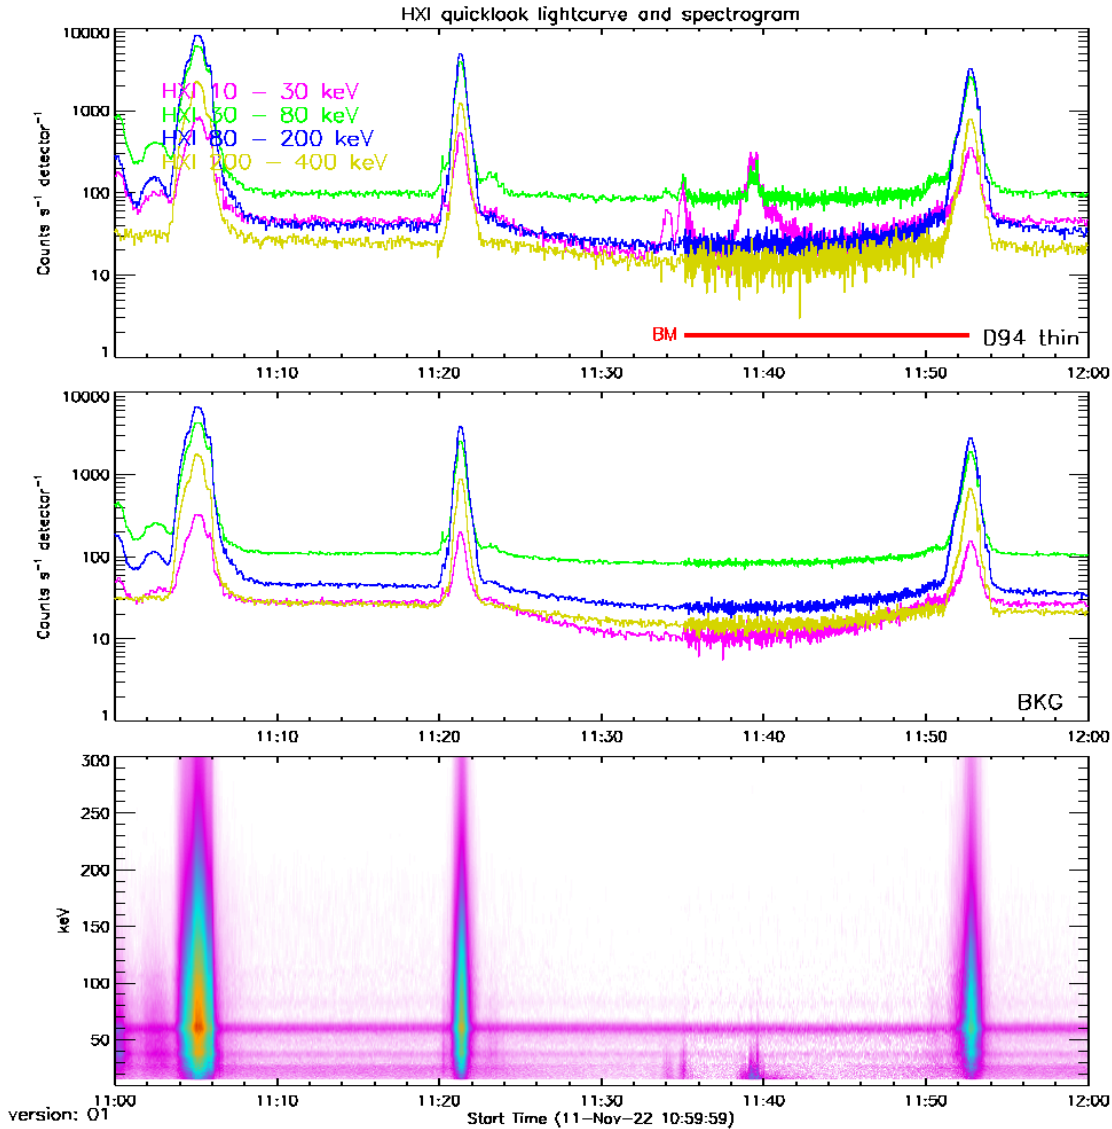 HXI quicklook lightcurve and spectrogram
10000
1000
100
10
1
Counts s⁻¹ detector⁻¹
HXI 10 – 30 keV
HXI 30 – 80 keV
HXI 80 – 200 keV
HXI 200 – 400 keV
BM
D94 thin
11:10 11:20 11:30 11:40 11:50 12:00
10000
1000
100
10
1
Counts s⁻¹ detector⁻¹
BKG
11:10 11:20 11:30 11:40 11:50 12:00
300
250
200
150
100
50
keV
11:00 11:10 11:20 11:30 11:40 11:50 12:00
version: 01
Start Time (11-Nov-22 10:59:59)